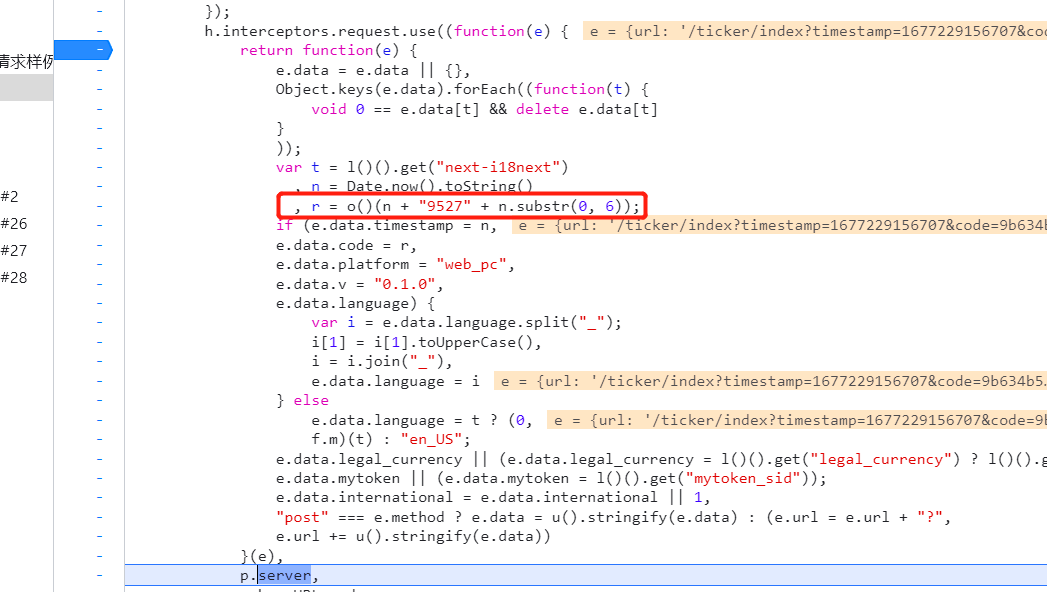 });
h.interceptors.request.use((function(e) { e = {url: '/ticker/index?timestamp=1677229156707&cod
return function(e) {
请求样例
e.data = e.data || {},
Object.keys(e.data).forEach((function(t) {
void 0 == e.data[t] && delete e.data[t]
}
));
var t = l()().get("next-i18next")
, n = Date.now().toString()
#2
, r = o()(n + "9527" + n.substr(0, 6));
#26
if (e.data.timestamp = n, e = {url: '/ticker/index?timestamp=1677229156707&code=9b634b
e.data.code = r,
#27
e.data.platform = "web_pc",
#28
e.data.v = "0.1.0",
e.data.language) {
var i = e.data.language.split("_");
i[1] = i[1].toUpperCase(),
i = i.join("_"),
e.data.language = i e = {url: '/ticker/index?timestamp=1677229156707&code=9b634b5…
} else
e.data.language = t ? (0, e = {url: '/ticker/index?timestamp=1677229156707&code=9b
f.m)(t) : "en_US";
e.data.legal_currency || (e.data.legal_currency = l()().get("legal_currency") ? l()().g
e.data.mytoken || (e.data.mytoken = l()().get("mytoken_sid"));
e.data.international = e.data.international || 1,
"post" === e.method ? e.data = u().stringify(e.data) : (e.url = e.url + "?",
e.url += u().stringify(e.data))
}(e),
p.server,